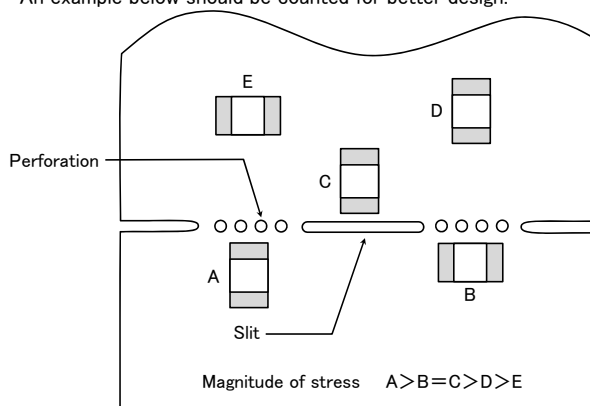 An example below should be counted for better design.
E
D
Perforation
C
A
B
Slit
Magnitude of stress A>B=C>D>E